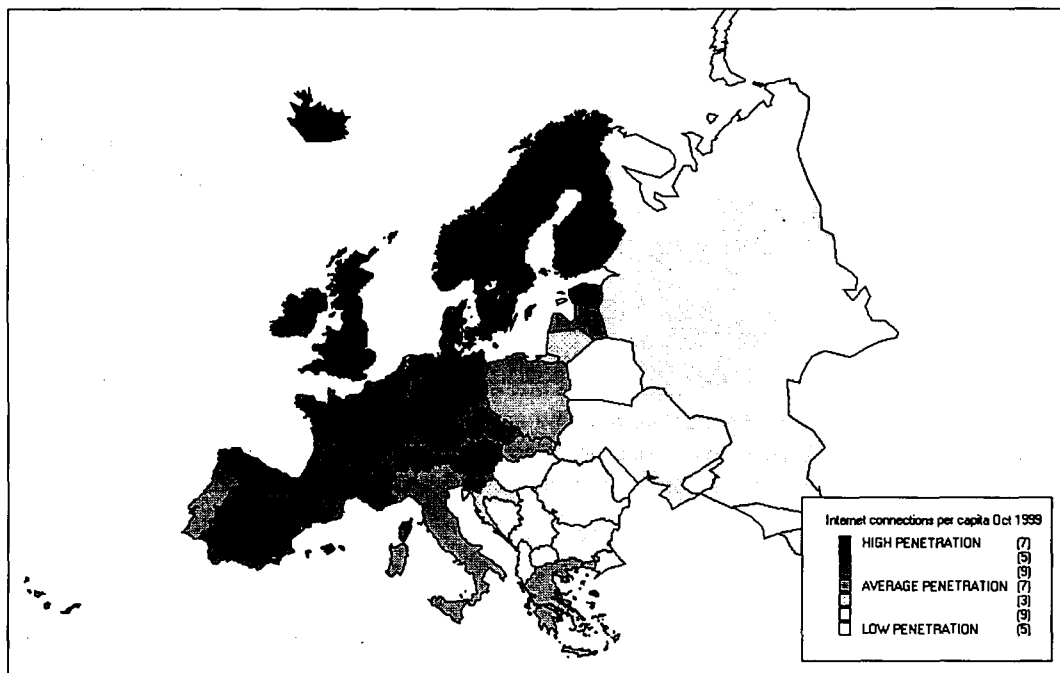 Internet connections per capita Oct 1999
HIGH PENETRATION (7)
(5)
(9)
AVERAGE PENETRATION (7)
(3)
(9)
LOW PENETRATION (5)